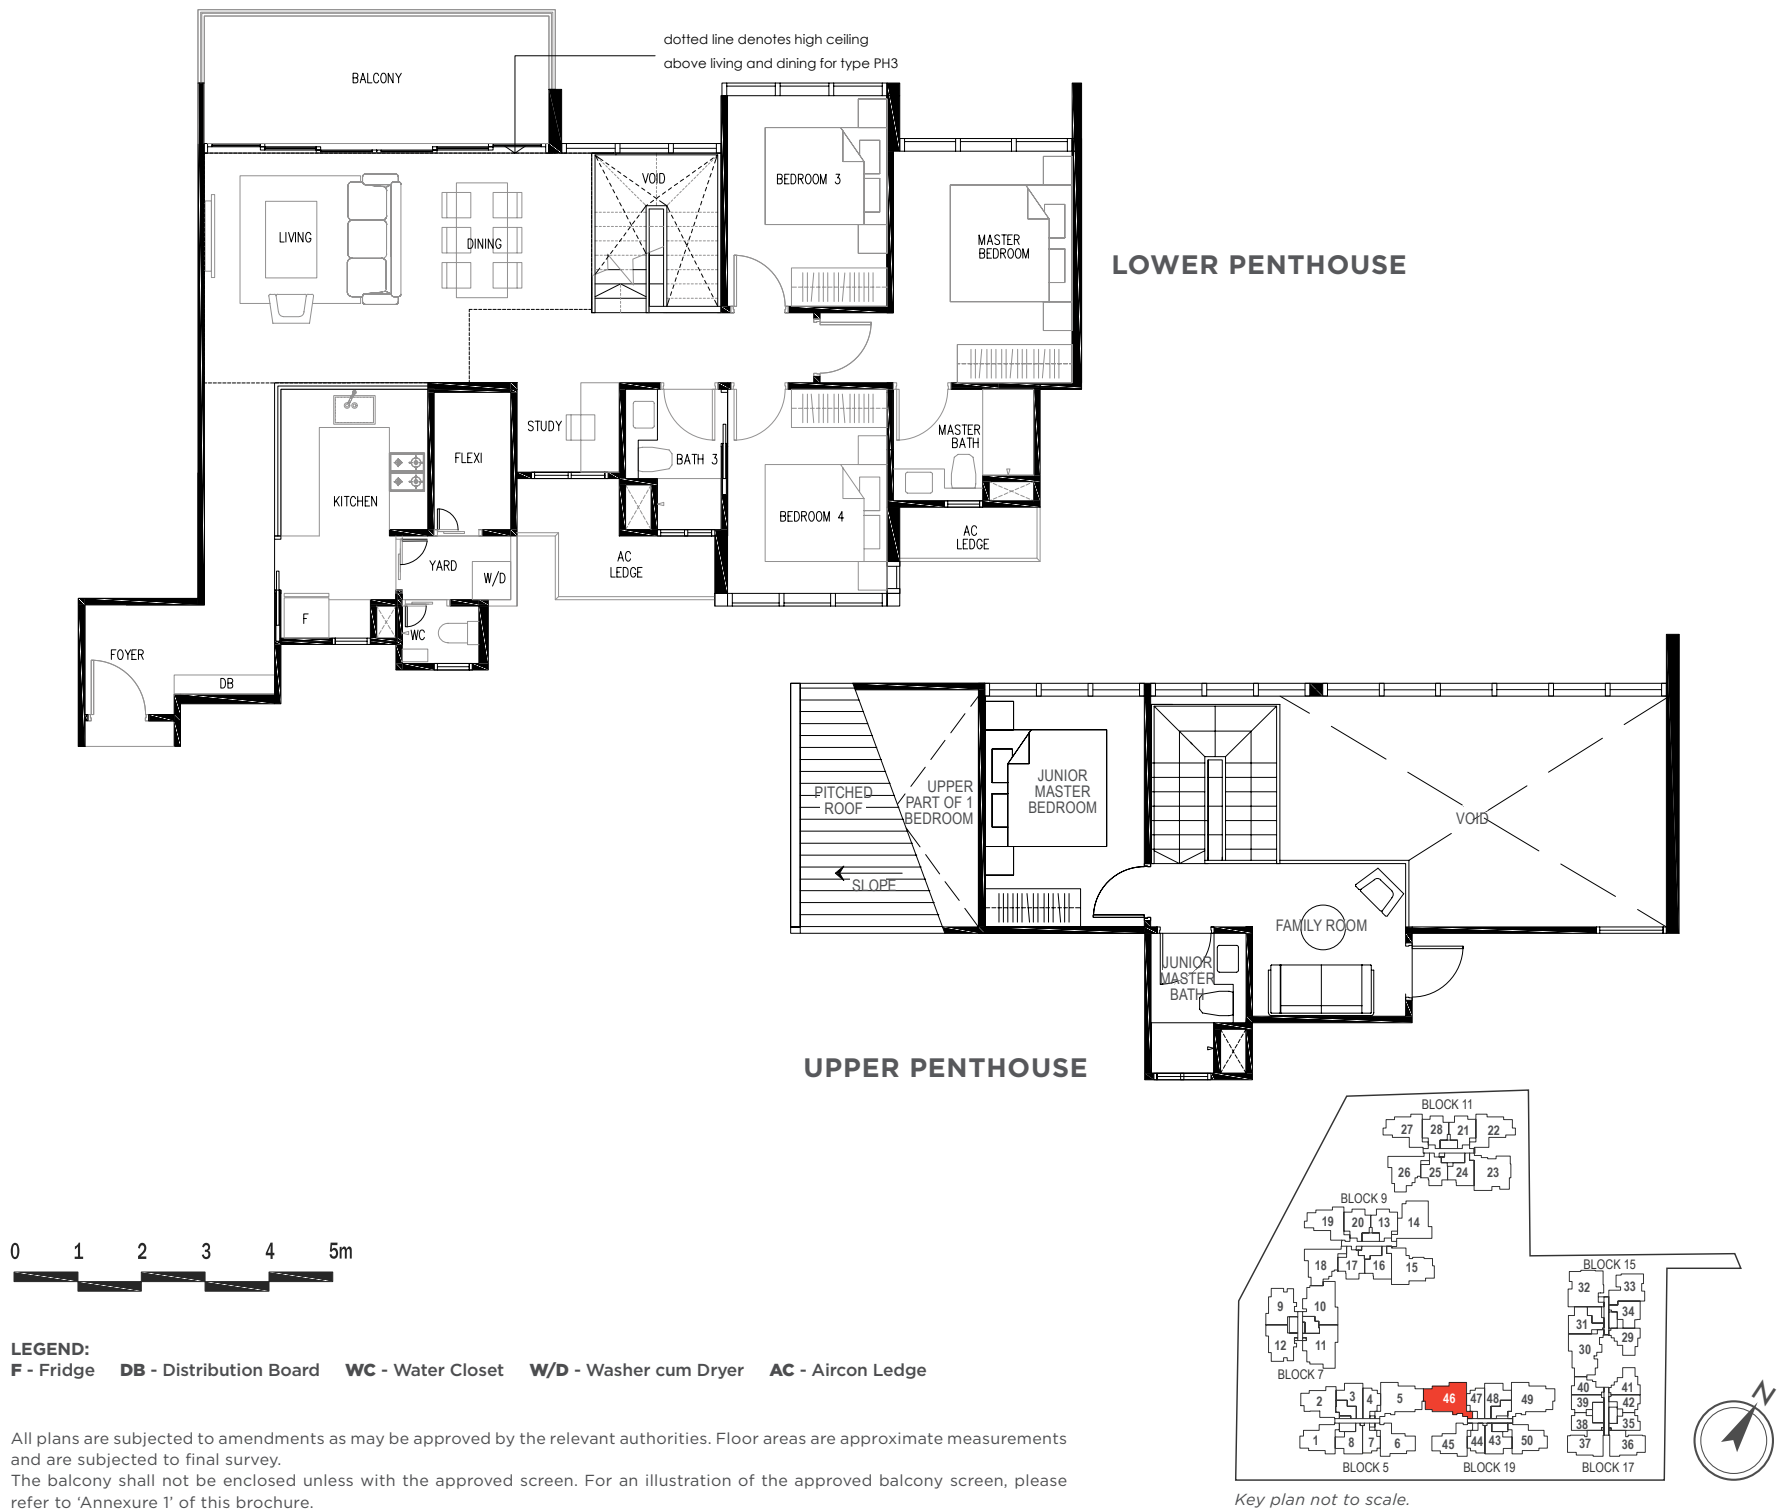 dotted line denotes high ceiling
above living and dining for type PH3
BALCONY
VOID
BEDROOM 3
LIVING
DINING
MASTER
BEDROOM
LOWER PENTHOUSE
STUDY
FLEXI
BATH 3
MASTER
BATH
KITCHEN
BEDROOM 4
AC
LEDGE
AC
LEDGE
YARD
W/D
F
WC
FOYER
DB
PITCHED
ROOF
UPPER
PART OF 1
BEDROOM
JUNIOR
MASTER
BEDROOM
VOID
SLOPE
FAMILY ROOM
JUNIOR
MASTER
BATH
UPPER PENTHOUSE
BLOCK 11
27 28 21 22
26 25 24 23
BLOCK 9
19 20 13 14
18 17 16 15
BLOCK 15
32 33
34
31
29
30
9 10
12 11
BLOCK 7
2 3 4 5 46 47 48 49
1 8 7 6 45 44 43 50
BLOCK 5
BLOCK 19
40 41
39 42
38 35
37 36
BLOCK 17
N
Key plan not to scale.
0 1 2 3 4 5m
LEGEND:
F - Fridge DB - Distribution Board WC - Water Closet W/D - Washer cum Dryer AC - Aircon Ledge
All plans are subjected to amendments as may be approved by the relevant authorities. Floor areas are approximate measurements
and are subjected to final survey.
The balcony shall not be enclosed unless with the approved screen. For an illustration of the approved balcony screen, please
refer to ‘Annexure 1’ of this brochure.